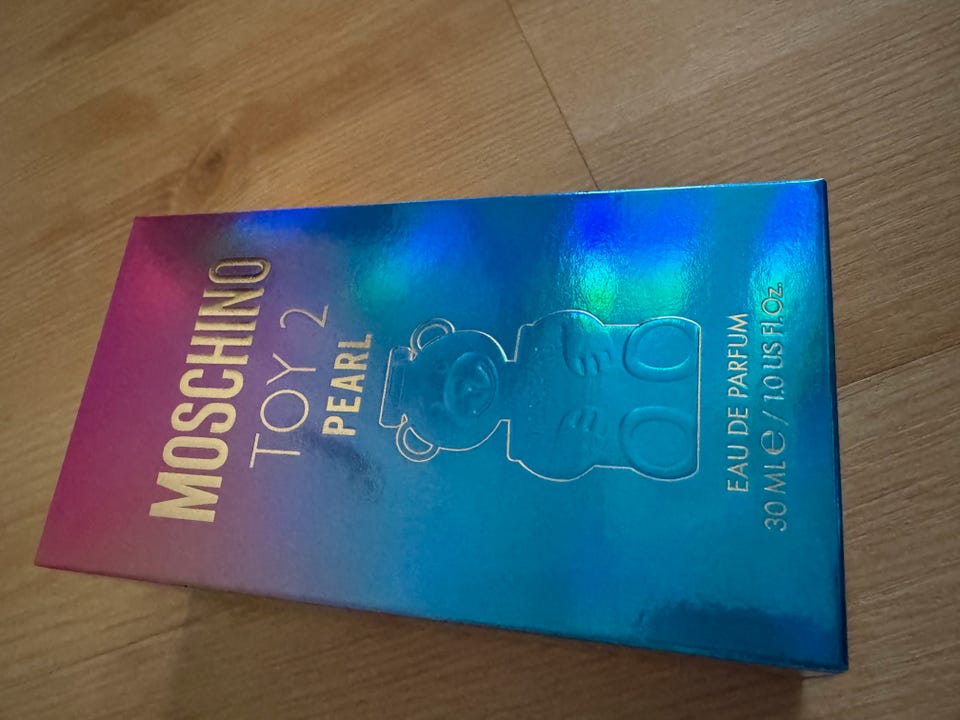 MOSCHINO
TOY 2
PEARL
EAU DE PARFUM
30 ML ℮ / 1.0 US Fl.Oz.